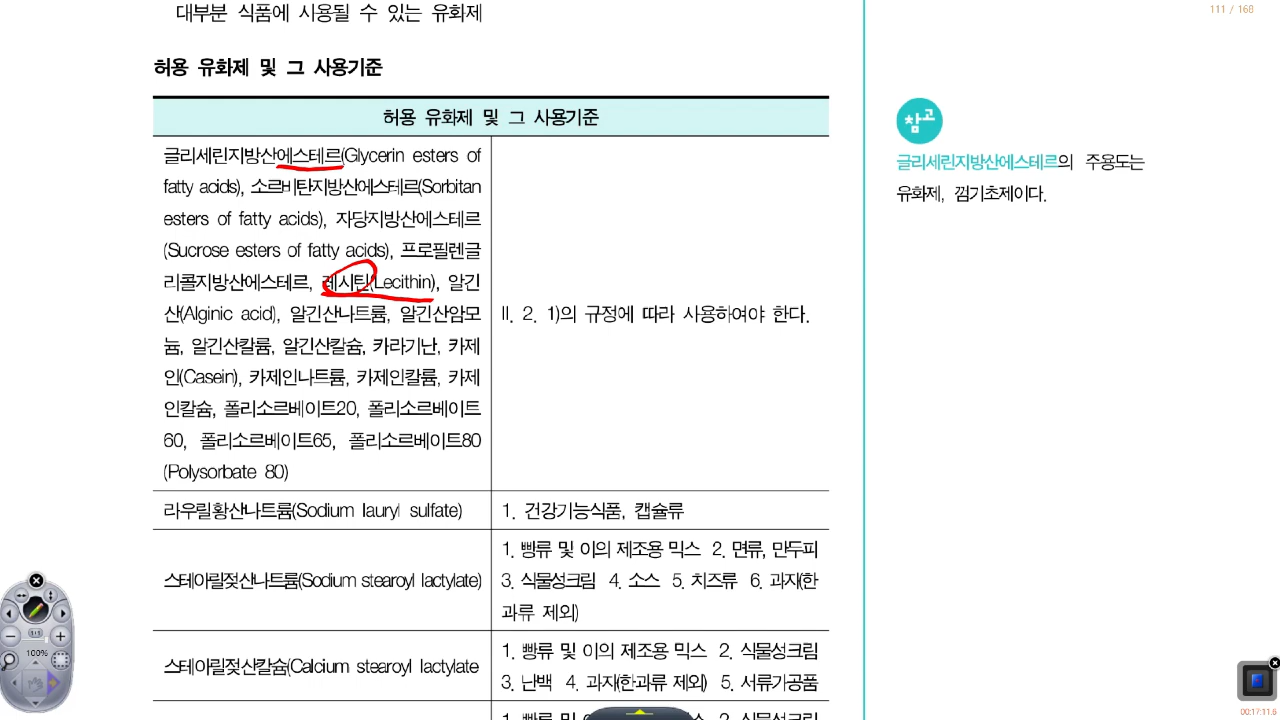 111 / 168
대부분 식품에 사용될 수 있는 유화제
허용 유화제 및 그 사용기준
허용 유화제 및 그 사용기준
글리세린지방산에스테르(Glycerin esters of
fatty acids), 소르비탄지방산에스테르(Sorbitan
esters of fatty acids), 자당지방산에스테르
(Sucrose esters of fatty acids), 프로필렌글
리콜지방산에스테르, 레시틴(Lecithin), 알긴
산(Alginic acid), 알긴산나트륨, 알긴산암모
늄, 알긴산칼륨, 알긴산칼슘, 카라기난, 카제
인(Casein), 카제인나트륨, 카제인칼륨, 카제
인칼슘, 폴리소르베이트20, 폴리소르베이트
60, 폴리소르베이트65, 폴리소르베이트80
(Polysorbate 80)
II. 2. 1)의 규정에 따라 사용하여야 한다.
라우릴황산나트륨(Sodium lauryl sulfate)
1. 건강기능식품, 캡슐류
스테아릴젖산나트륨(Sodium stearoyl lactylate)
1. 빵류 및 이의 제조용 믹스 2. 면류, 만두피
3. 식물성크림 4. 소스 5. 치즈류 6. 과자(한
과류 제외)
스테아릴젖산칼슘(Calcium stearoyl lactylate
1. 빵류 및 이의 제조용 믹스 2. 식물성크림
3. 난백 4. 과자(한과류 제외) 5. 서류가공품
참고
글리세린지방산에스테르의 주용도는
유화제, 껌기초제이다.
1:1
100%
00:17:11.6